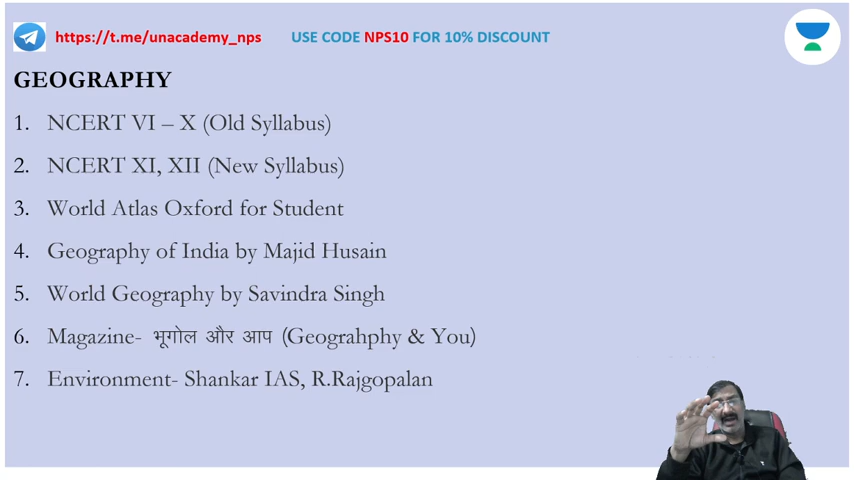 https://t.me/unacademy_nps USE CODE NPS10 FOR 10% DISCOUNT
GEOGRAPHY
1. NCERT VI – X (Old Syllabus)
2. NCERT XI, XII (New Syllabus)
3. World Atlas Oxford for Student
4. Geography of India by Majid Husain
5. World Geography by Savindra Singh
6. Magazine- भूगोल और आप (Geograhphy & You)
7. Environment- Shankar IAS, R.Rajgopalan